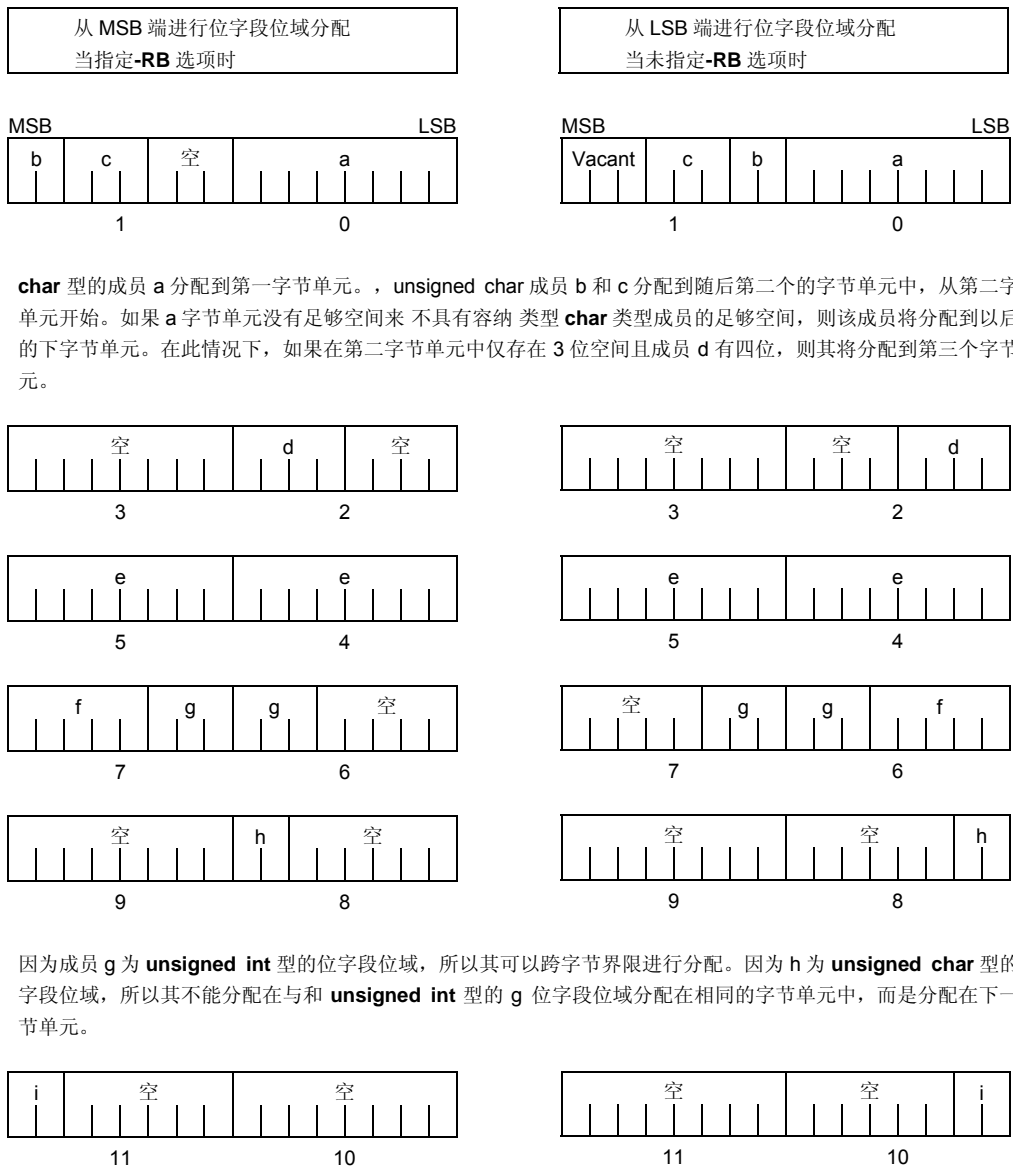 从 MSB 端进行位字段位域分配
当指定-RB 选项时
从 LSB 端进行位字段位域分配
当未指定-RB 选项时
MSB LSB MSB LSB
b c 空 a Vacant c b a
1 0 1 0
char 型的成员 a 分配到第一字节单元。，unsigned char 成员 b 和 c 分配到随后第二个的字节单元中，从第二字
单元开始。如果 a 字节单元没有足够空间来 不具有容纳 类型 char 类型成员的足够空间，则该成员将分配到以后
的下字节单元。在此情况下，如果在第二字节单元中仅存在 3 位空间且成员 d 有四位，则其将分配到第三个字节
元。
空 d 空 空 空 d
3 2 3 2
e e e e
5 4 5 4
f g g 空 空 g g f
7 6 7 6
空 h 空 空 空 h
9 8 9 8
因为成员 g 为 unsigned int 型的位字段位域，所以其可以跨字节界限进行分配。因为 h 为 unsigned char 型的
字段位域，所以其不能分配在与和 unsigned int 型的 g 位字段位域分配在相同的字节单元中，而是分配在下一
节单元。
i 空 空 空 空 i
11 10 11 10